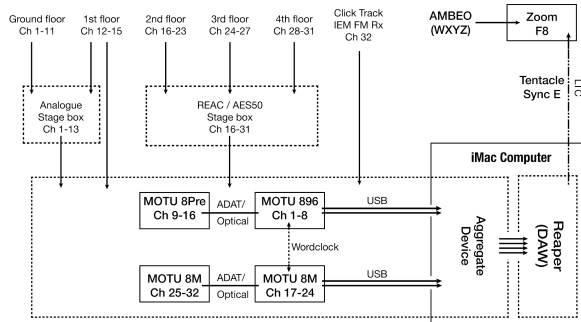 Ground floor
Ch 1-11
1st floor
Ch 12-15
2nd floor
Ch 16-23
3rd floor
Ch 24-27
4th floor
Ch 28-31
Click Track
IEM FM Rx
Ch 32
AMBEO
(WXYZ)
Zoom
F8
Tentacle
Sync E
LTC
Analogue
Stage box
Ch 1-13
REAC / AES50
Stage box
Ch 16-31
iMac Computer
MOTU 8Pre
Ch 9-16
ADAT/
Optical
MOTU 896
Ch 1-8
USB
Wordclock
MOTU 8M
Ch 25-32
ADAT/
Optical
MOTU 8M
Ch 17-24
USB
Aggregate
Device
Reaper
(DAW)